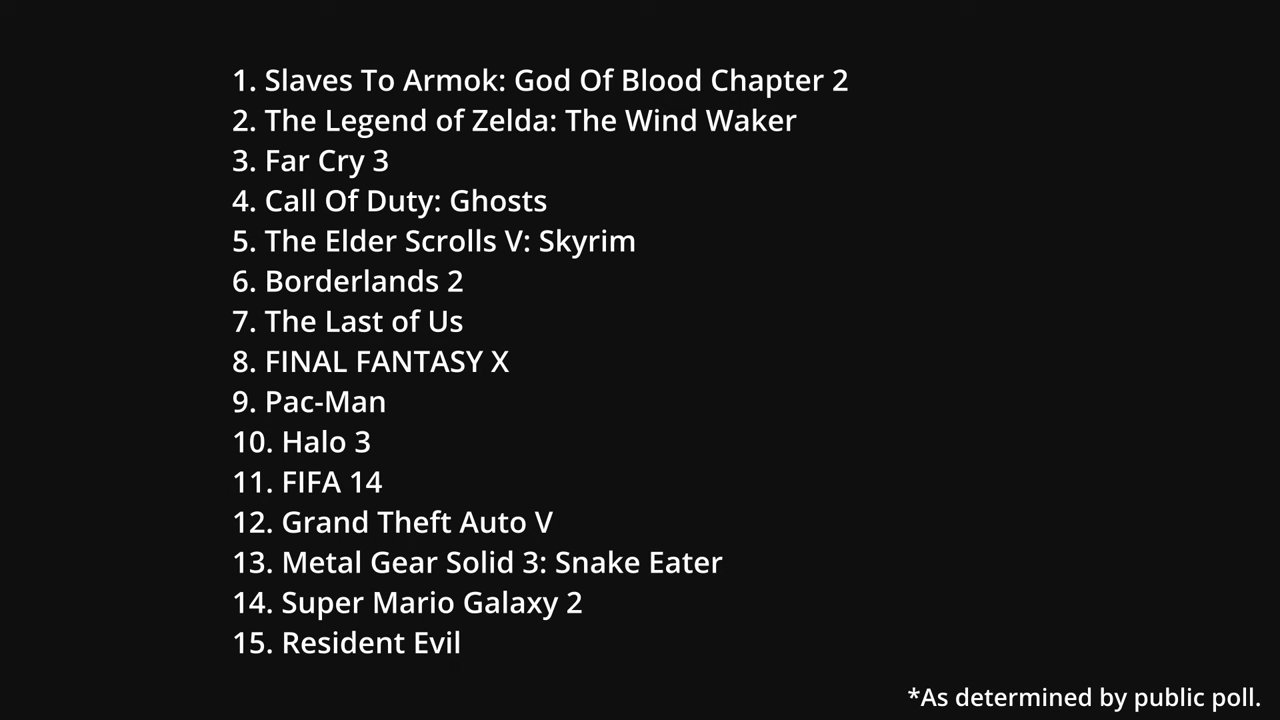 1. Slaves To Armok: God Of Blood Chapter 2
2. The Legend of Zelda: The Wind Waker
3. Far Cry 3
4. Call Of Duty: Ghosts
5. The Elder Scrolls V: Skyrim
6. Borderlands 2
7. The Last of Us
8. FINAL FANTASY X
9. Pac-Man
10. Halo 3
11. FIFA 14
12. Grand Theft Auto V
13. Metal Gear Solid 3: Snake Eater
14. Super Mario Galaxy 2
15. Resident Evil
*As determined by public poll.